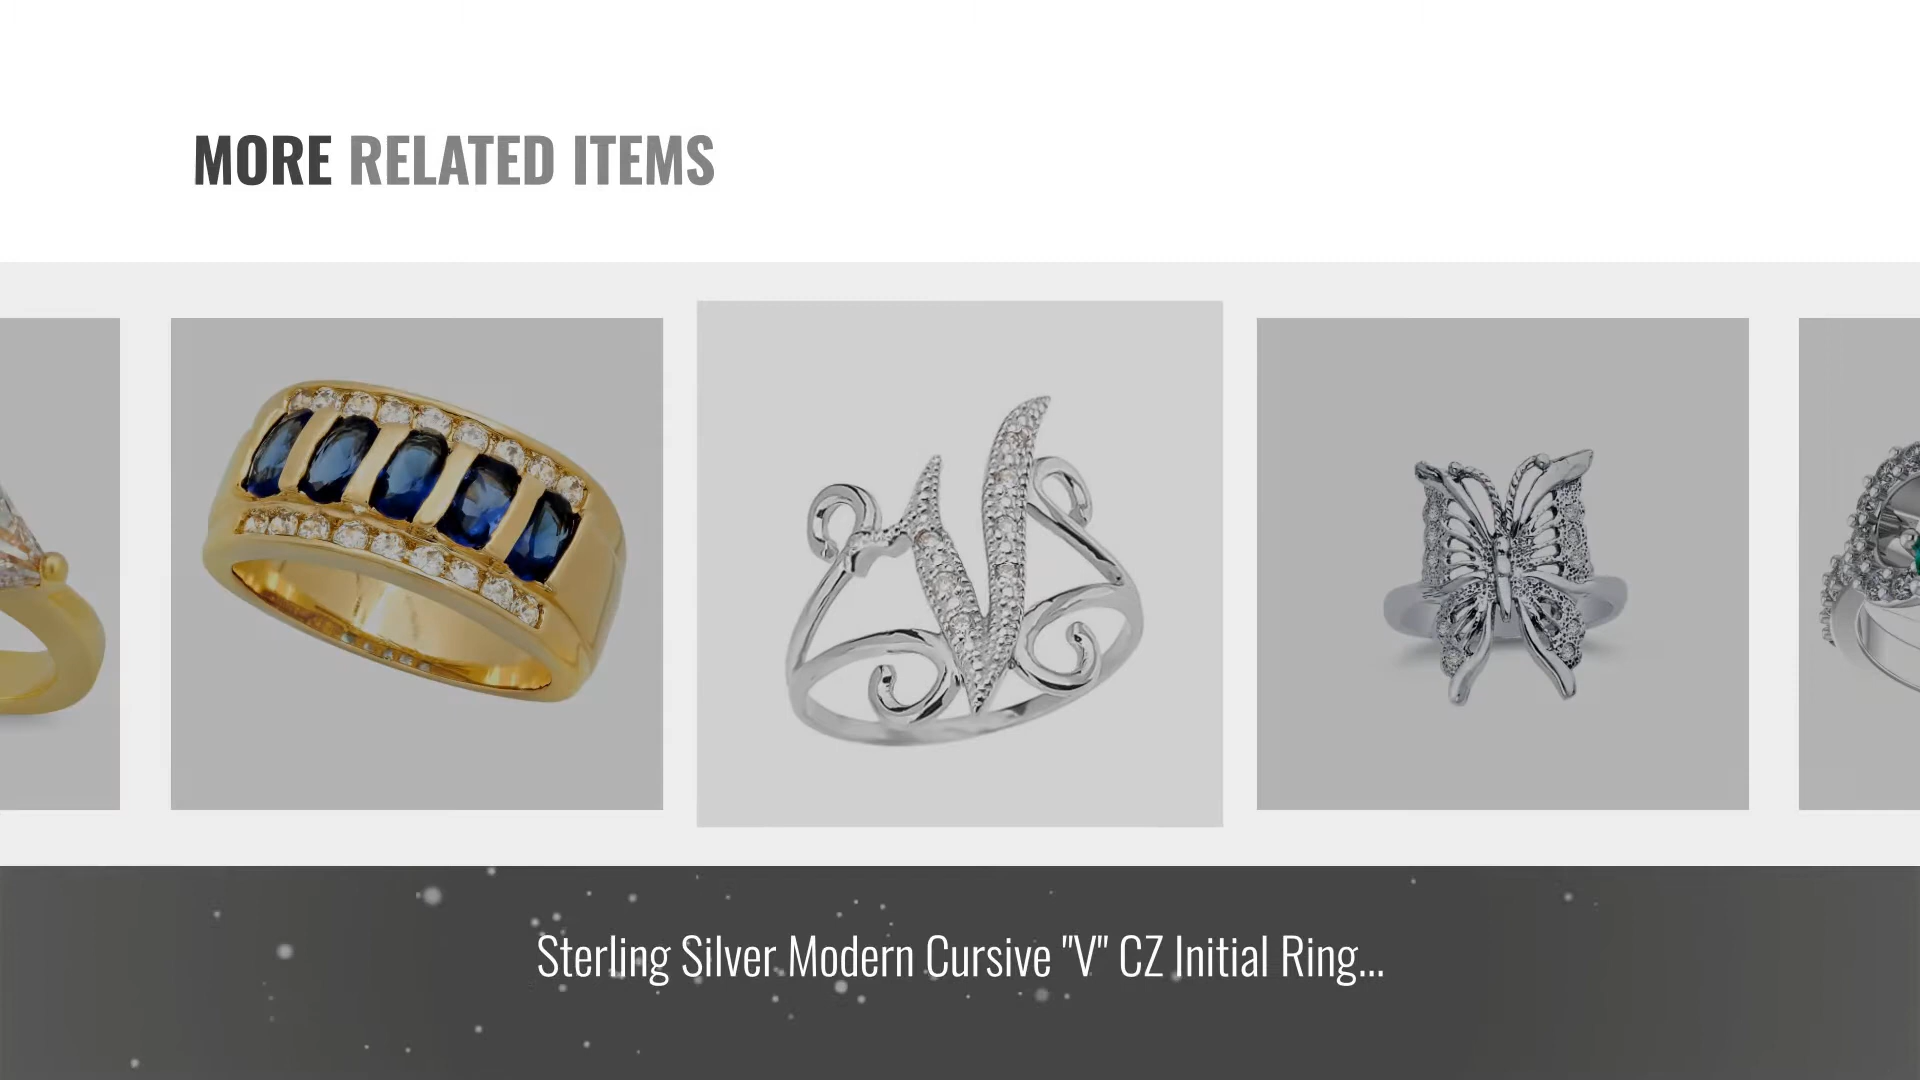 MORE RELATED ITEMS
Sterling Silver Modern Cursive "V" CZ Initial Ring...